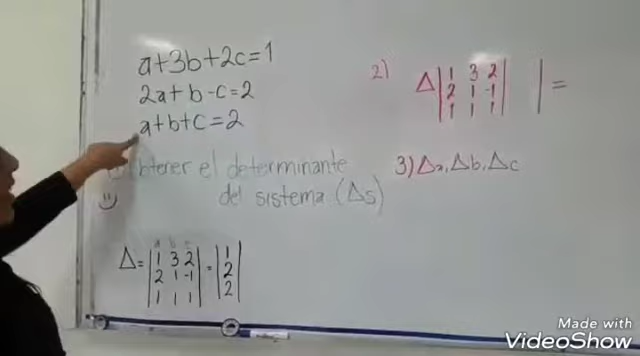 a+3b+2c=1
2a+b-c=2
a+b+c=2
btener el determinante
del sistema (Δs)
a b c
Δ= |1 3 2| = |1|
|2 1 -1| |2|
|1 1 1| |2|
2) Δ |1 3 2| | =
|2 1 -1|
|1 1 1|
3) Δa, Δb, Δc
Made with
VideoShow